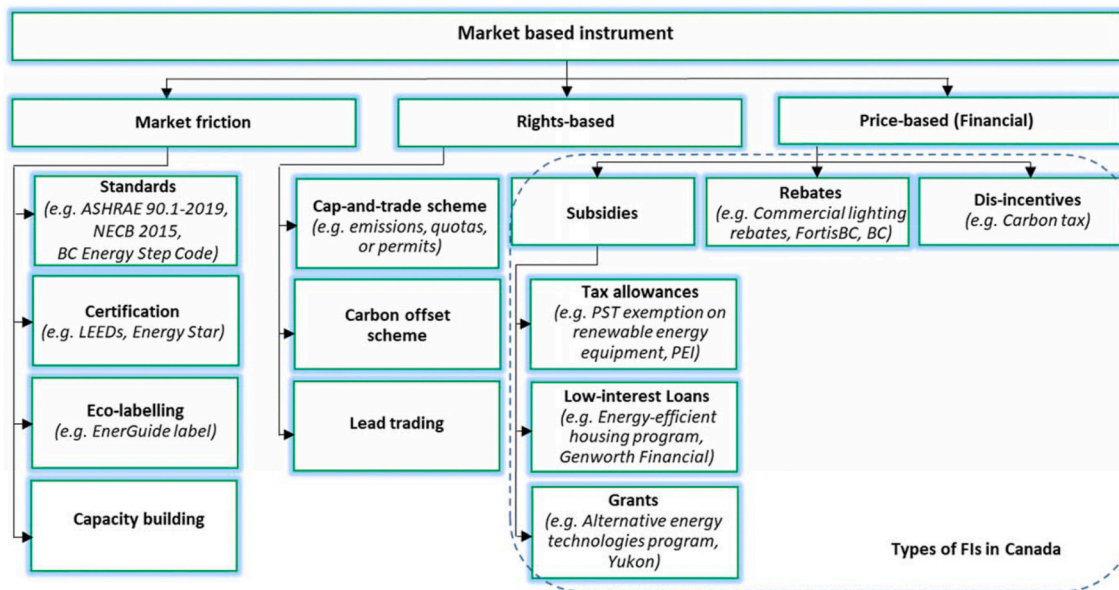 Market based instrument
Market friction
Rights-based
Price-based (Financial)
Standards
(e.g. ASHRAE 90.1-2019,
NECB 2015,
BC Energy Step Code)
Certification
(e.g. LEEDs, Energy Star)
Eco-labelling
(e.g. EnerGuide label)
Capacity building
Cap-and-trade scheme
(e.g. emissions, quotas,
or permits)
Carbon offset
scheme
Lead trading
Subsidies
Rebates
(e.g. Commercial lighting
rebates, FortisBC, BC)
Dis-incentives
(e.g. Carbon tax)
Tax allowances
(e.g. PST exemption on
renewable energy
equipment, PEI)
Low-interest Loans
(e.g. Energy-efficient
housing program,
Genworth Financial)
Grants
(e.g. Alternative energy
technologies program,
Yukon)
Types of FIs in Canada